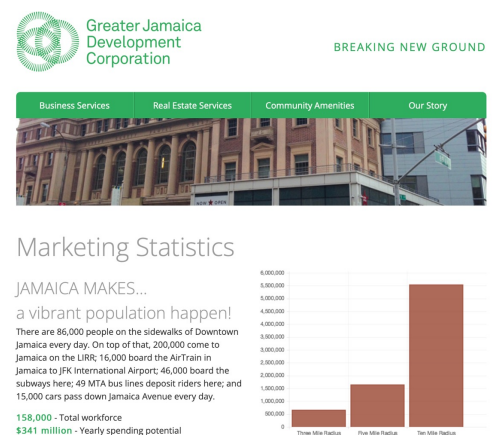 Greater Jamaica
Development
Corporation
BREAKING NEW GROUND
Business Services
Real Estate Services
Community Amenities
Our Story
NOW OPEN
Marketing Statistics
JAMAICA MAKES...
a vibrant population happen!
There are 86,000 people on the sidewalks of Downtown
Jamaica every day. On top of that, 200,000 come to
Jamaica on the LIRR; 16,000 board the AirTrain in
Jamaica to JFK International Airport; 46,000 board the
subways here; 49 MTA bus lines deposit riders here; and
15,000 cars pass down Jamaica Avenue every day.
158,000 - Total workforce
$341 million - Yearly spending potential
6,000,000
5,500,000
5,000,000
4,500,000
4,000,000
3,500,000
3,000,000
2,500,000
2,000,000
1,500,000
1,000,000
500,000
0
Three Mile Radius
Five Mile Radius
Ten Mile Radius